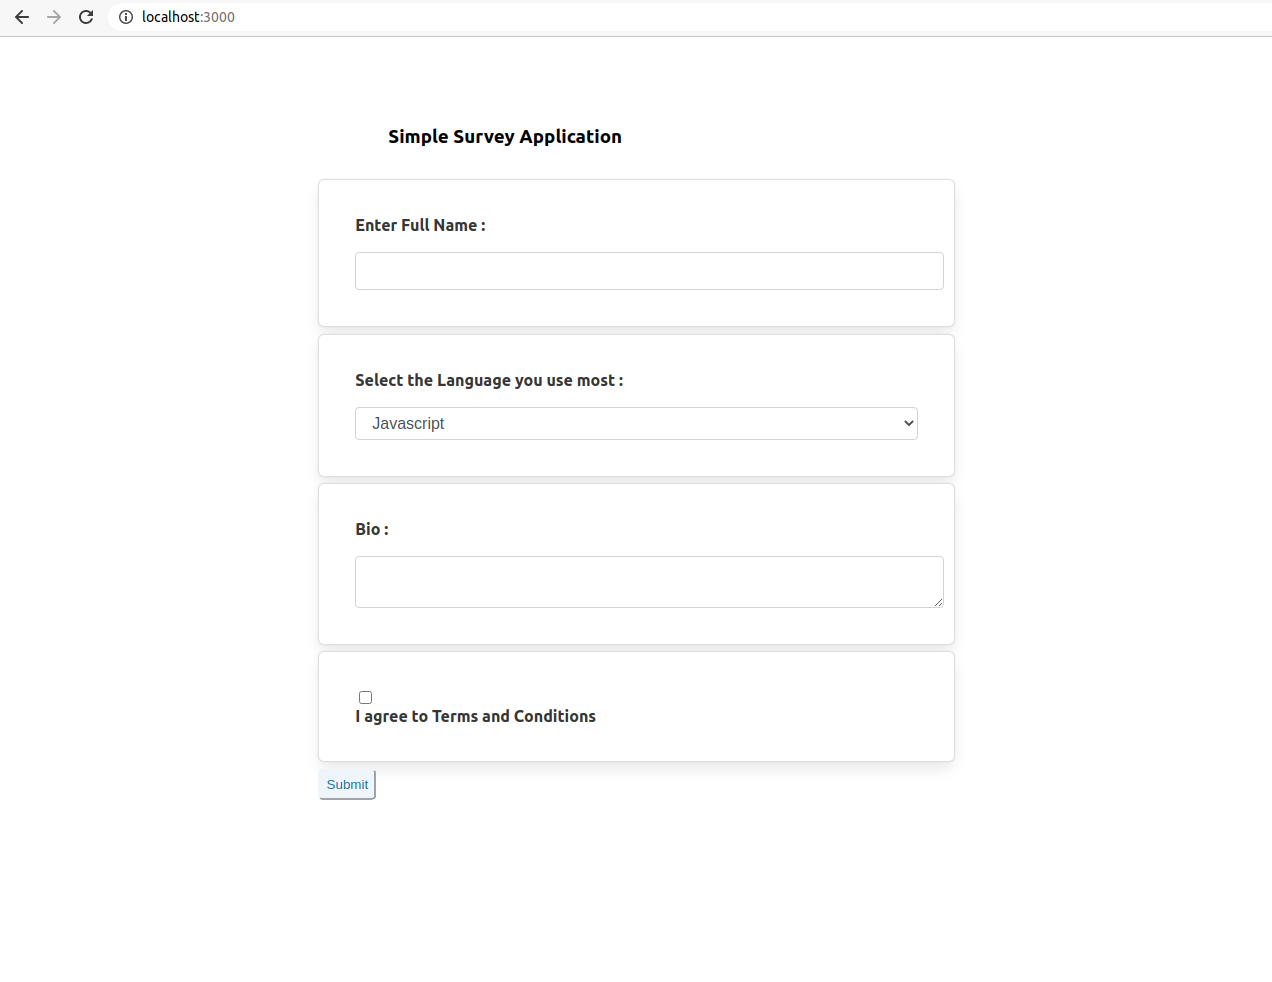 localhost:3000
Simple Survey Application
Enter Full Name :
Select the Language you use most :
Javascript
Bio :
I agree to Terms and Conditions
Submit